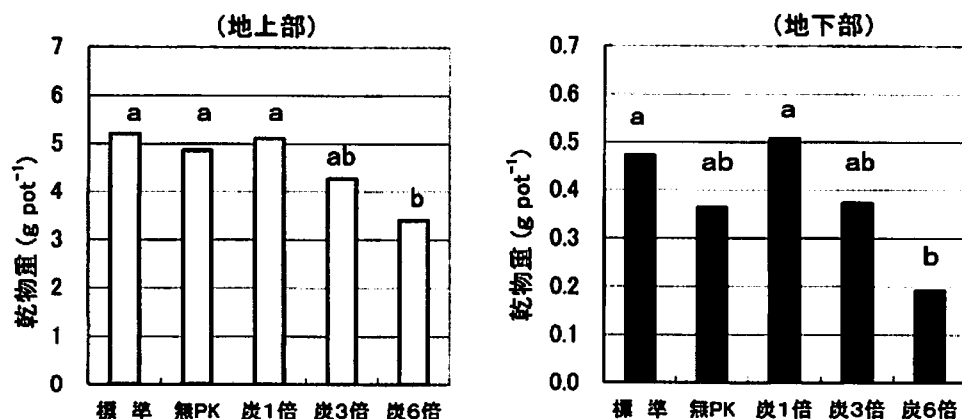 (地上部)
乾物重 (g pot⁻¹)
7
6
5
4
3
2
1
0
a
a
a
ab
b
標 準 無PK 炭1倍 炭3倍 炭6倍
(地下部)
乾物重 (g pot⁻¹)
0.7
0.6
0.5
0.4
0.3
0.2
0.1
0.0
a
ab
a
ab
b
標 準 無PK 炭1倍 炭3倍 炭6倍